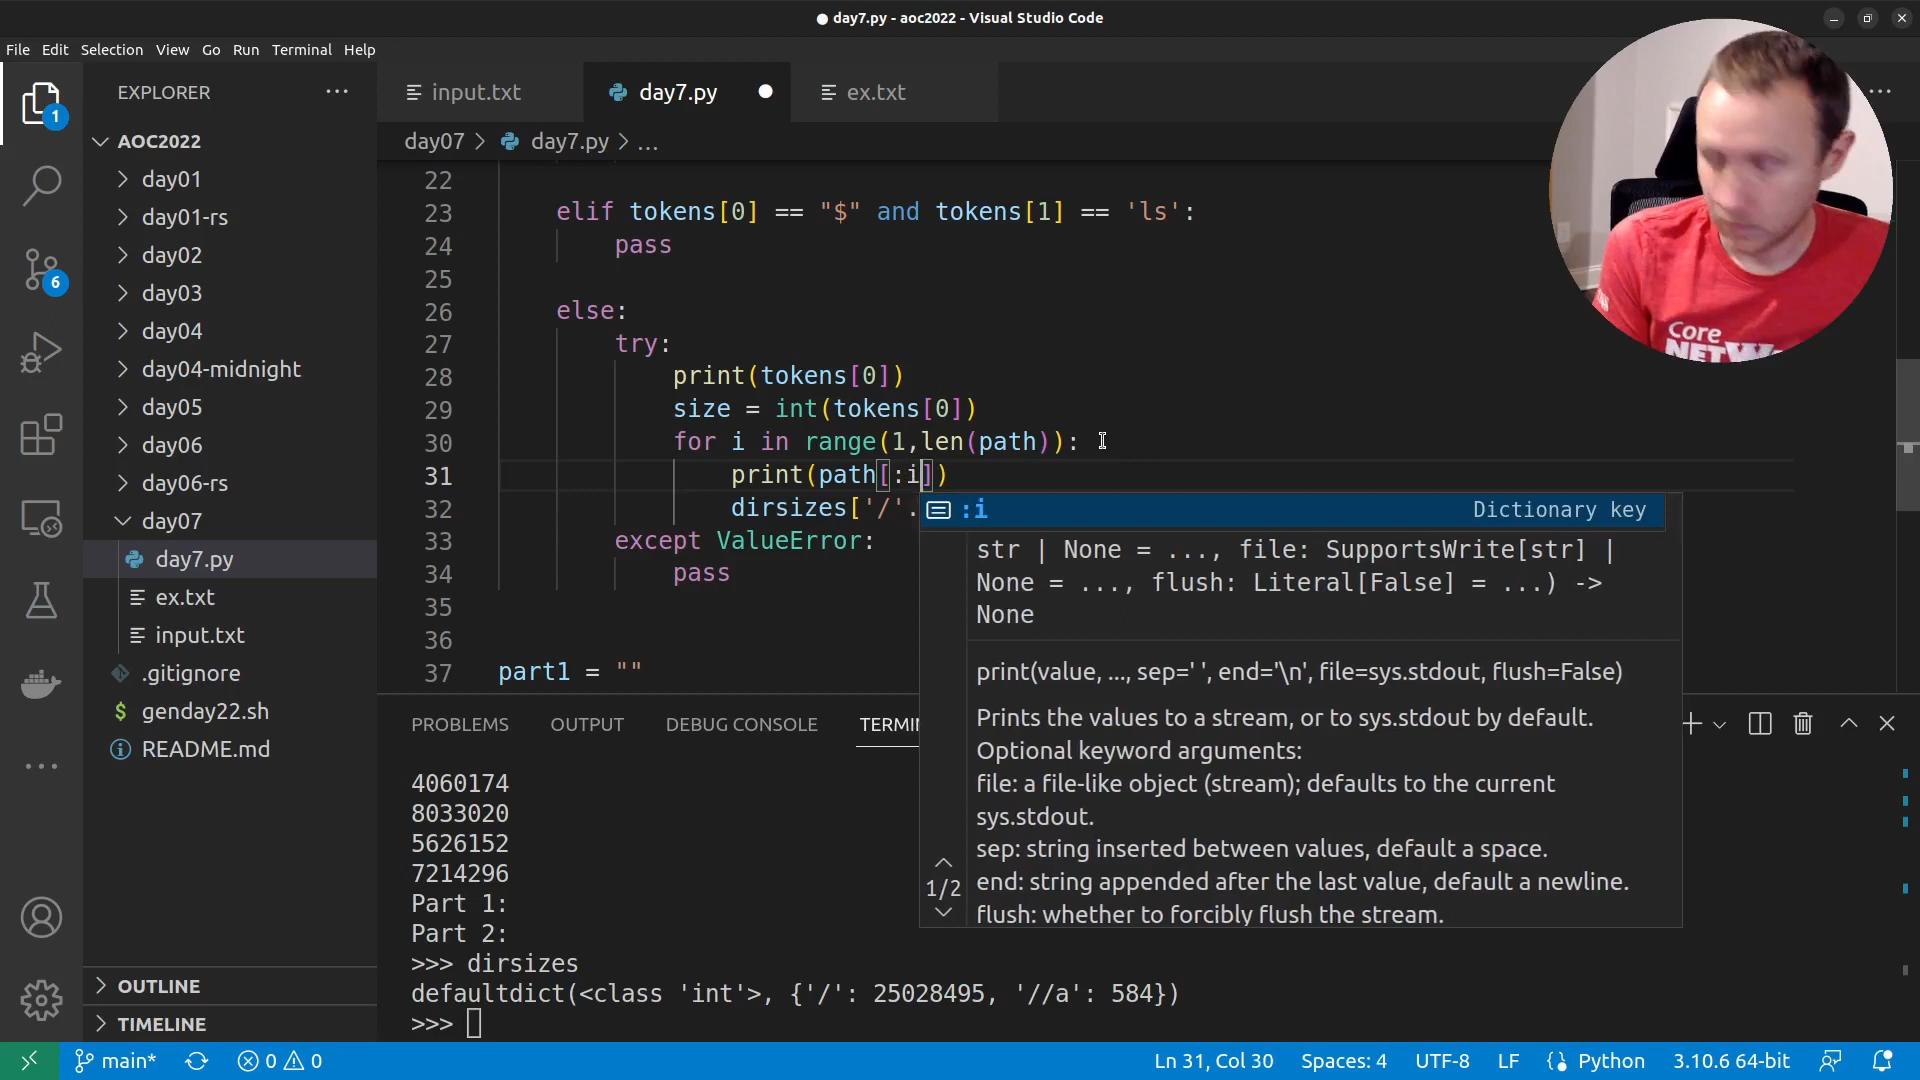 day7.py - aoc2022 - Visual Studio Code
File Edit Selection View Go Run Terminal Help
EXPLORER
AOC2022
day01
day01-rs
day02
day03
day04
day04-midnight
day05
day06
day06-rs
day07
day7.py
ex.txt
input.txt
.gitignore
genday22.sh
README.md
OUTLINE
TIMELINE
1
6
input.txt
day7.py
ex.txt
day07 > day7.py > ...
22
23 elif tokens[0] == "$" and tokens[1] == 'ls':
24 pass
25
26 else:
27 try:
28 print(tokens[0])
29 size = int(tokens[0])
30 for i in range(1,len(path)):
31 print(path[:i])
32 dirsizes['/'.
33 except ValueError:
34 pass
35
36
37 part1 = ""
:i Dictionary key
str | None = ..., file: SupportsWrite[str] |
None = ..., flush: Literal[False] = ...) ->
None
print(value, ..., sep=' ', end='\n', file=sys.stdout, flush=False)
Prints the values to a stream, or to sys.stdout by default.
Optional keyword arguments:
file: a file-like object (stream); defaults to the current
sys.stdout.
sep: string inserted between values, default a space.
end: string appended after the last value, default a newline.
flush: whether to forcibly flush the stream.
1/2
PROBLEMS OUTPUT DEBUG CONSOLE TERMIN
4060174
8033020
5626152
7214296
Part 1:
Part 2:
>>> dirsizes
defaultdict(<class 'int'>, {'/': 25028495, '//a': 584})
>>>
main* 0 0 Ln 31, Col 30 Spaces: 4 UTF-8 LF Python 3.10.6 64-bit
Core